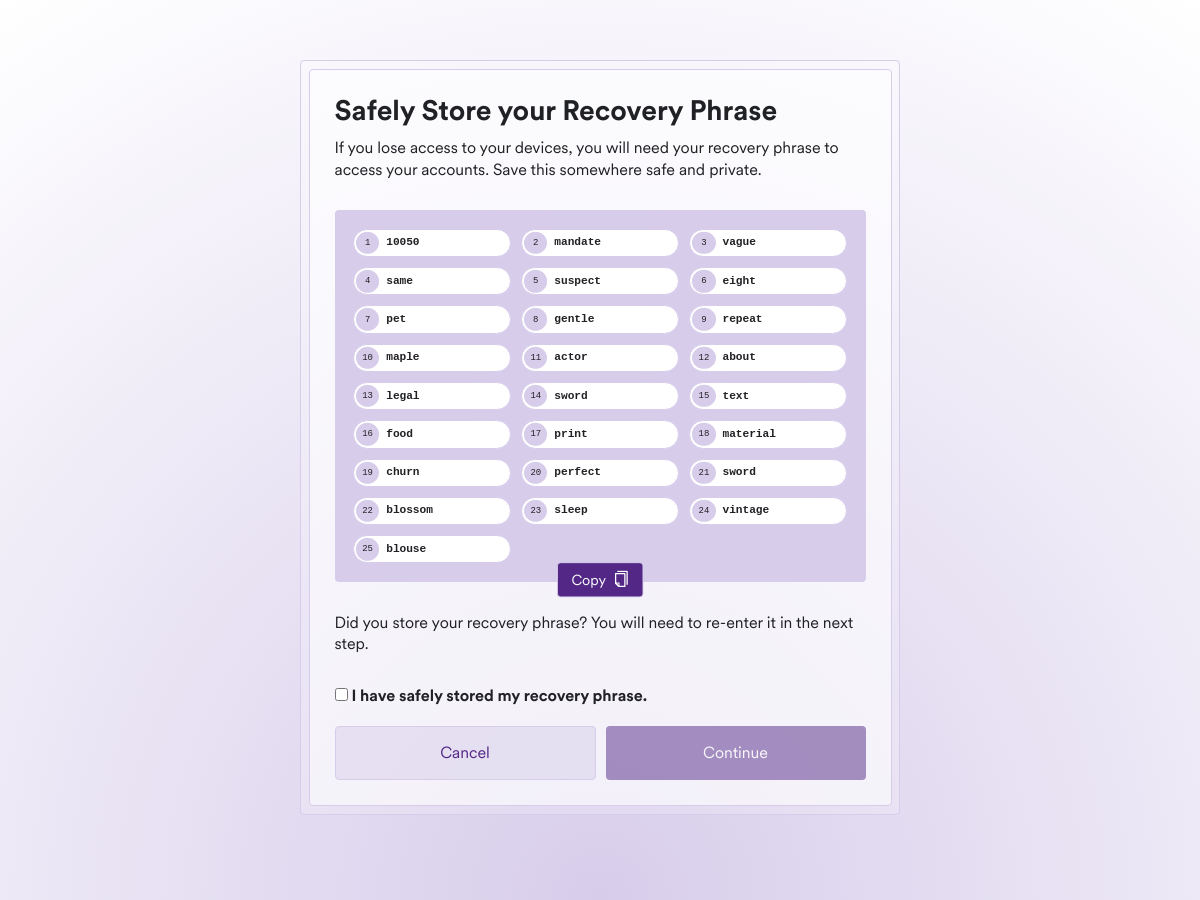 Safely Store your Recovery Phrase
If you lose access to your devices, you will need your recovery phrase to
access your accounts. Save this somewhere safe and private.
1 10050 2 mandate 3 vague
4 same 5 suspect 6 eight
7 pet 8 gentle 9 repeat
10 maple 11 actor 12 about
13 legal 14 sword 15 text
16 food 17 print 18 material
19 churn 20 perfect 21 sword
22 blossom 23 sleep 24 vintage
25 blouse
Copy
Did you store your recovery phrase? You will need to re-enter it in the next
step.
I have safely stored my recovery phrase.
Cancel Continue